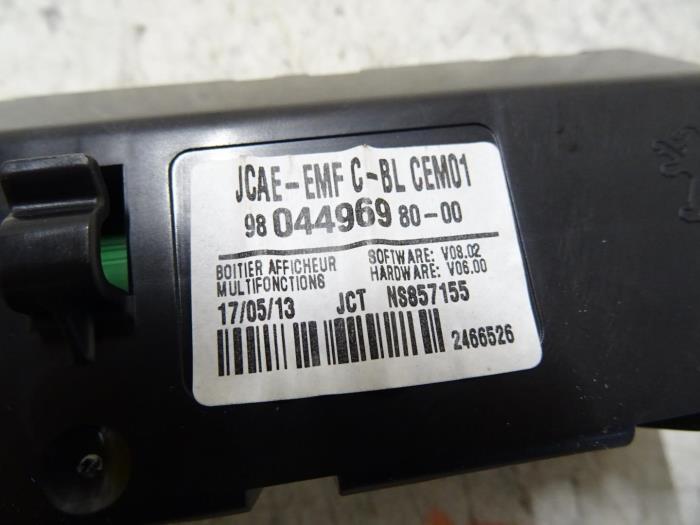 JCAE-EMF C-BL CEM01
98 044969 80-00
BOITIER AFFICHEUR SOFTWARE: V08.02
MULTIFONCTIONS HARDWARE: V06.00
17/05/13 JCT NS857155
2466526